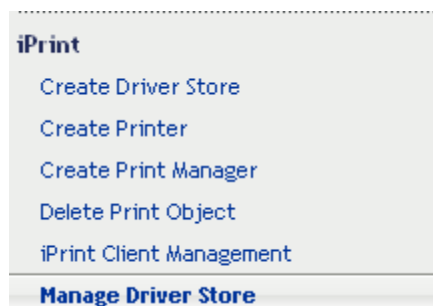 iPrint
Create Driver Store
Create Printer
Create Print Manager
Delete Print Object
iPrint Client Management
Manage Driver Store